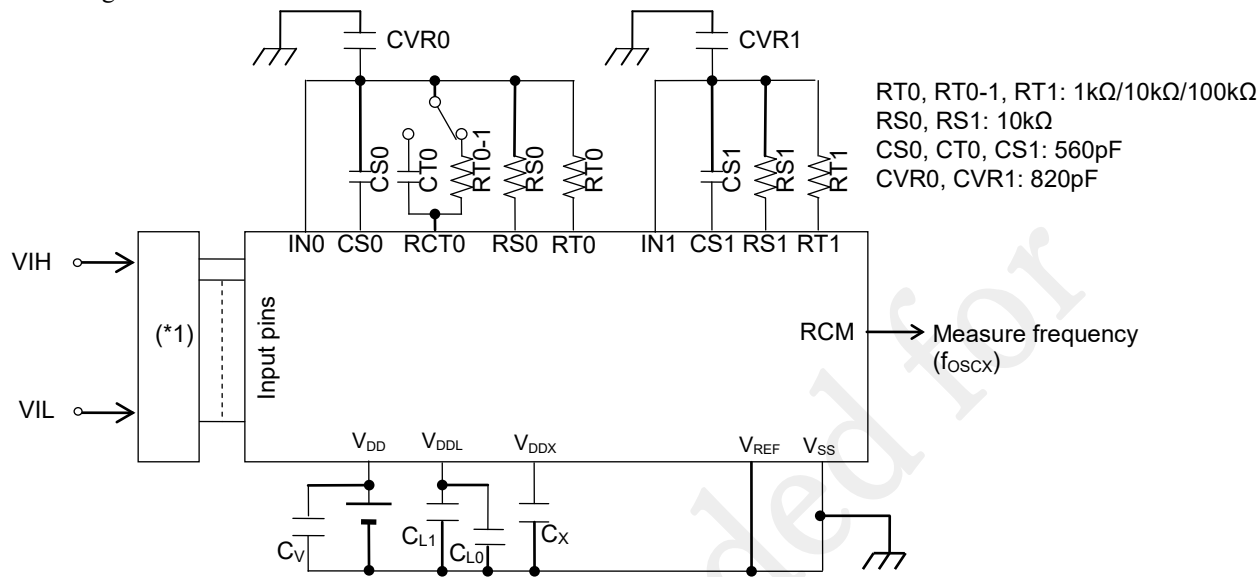 CVR0
CVR1
RT0, RT0-1, RT1: 1kΩ/10kΩ/100kΩ
RS0, RS1: 10kΩ
CS0, CT0, CS1: 560pF
CVR0, CVR1: 820pF
CS0
CT0
RT0-1
RS0
RT0
CS1
RS1
RT1
IN0
CS0
RCT0
RS0
RT0
IN1
CS1
RS1
RT1
VIH
(*1)
Input pins
VIL
RCM
Measure frequency
(fOSCX)
VDD
VDDL
VDDX
VREF
VSS
CV
CL1
CL0
CX
ded for